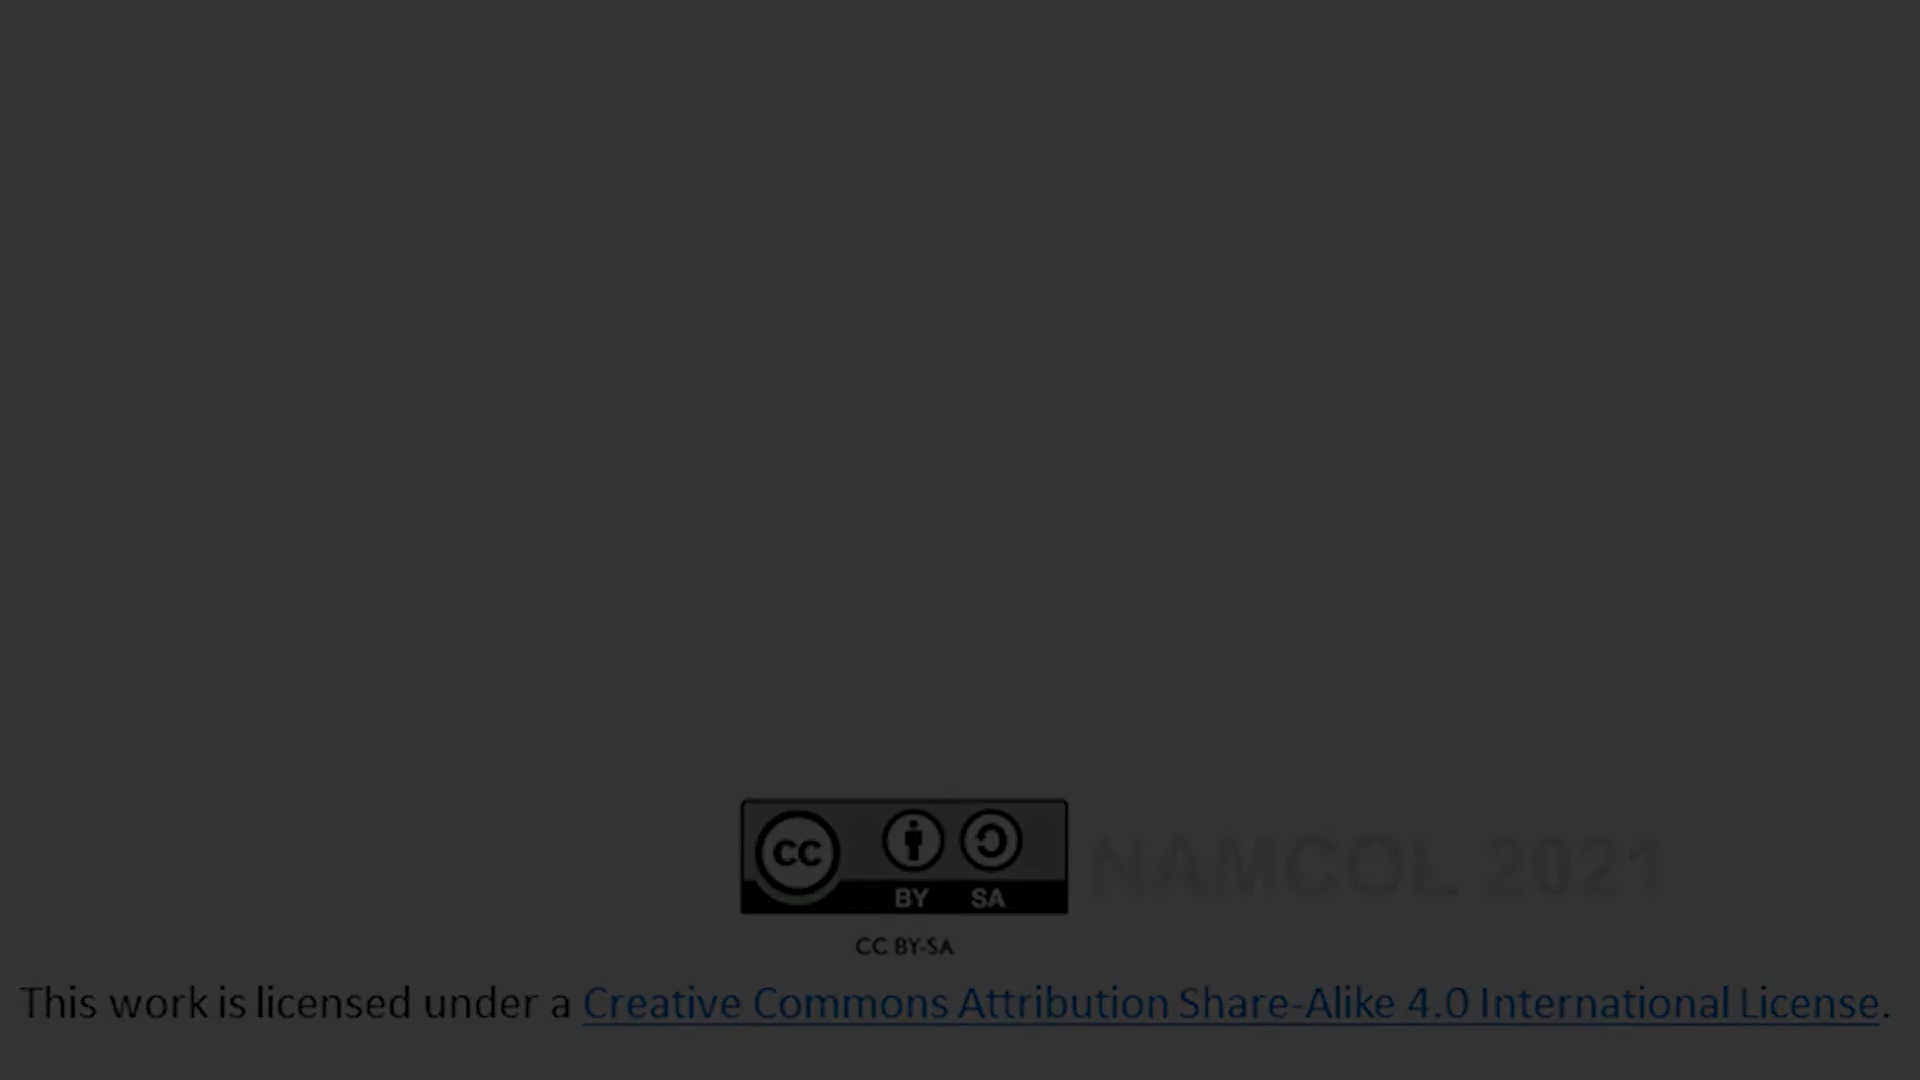 CC BY SA NAMCOL 2021
CC BY-SA
This work is licensed under a Creative Commons Attribution Share-Alike 4.0 International License.